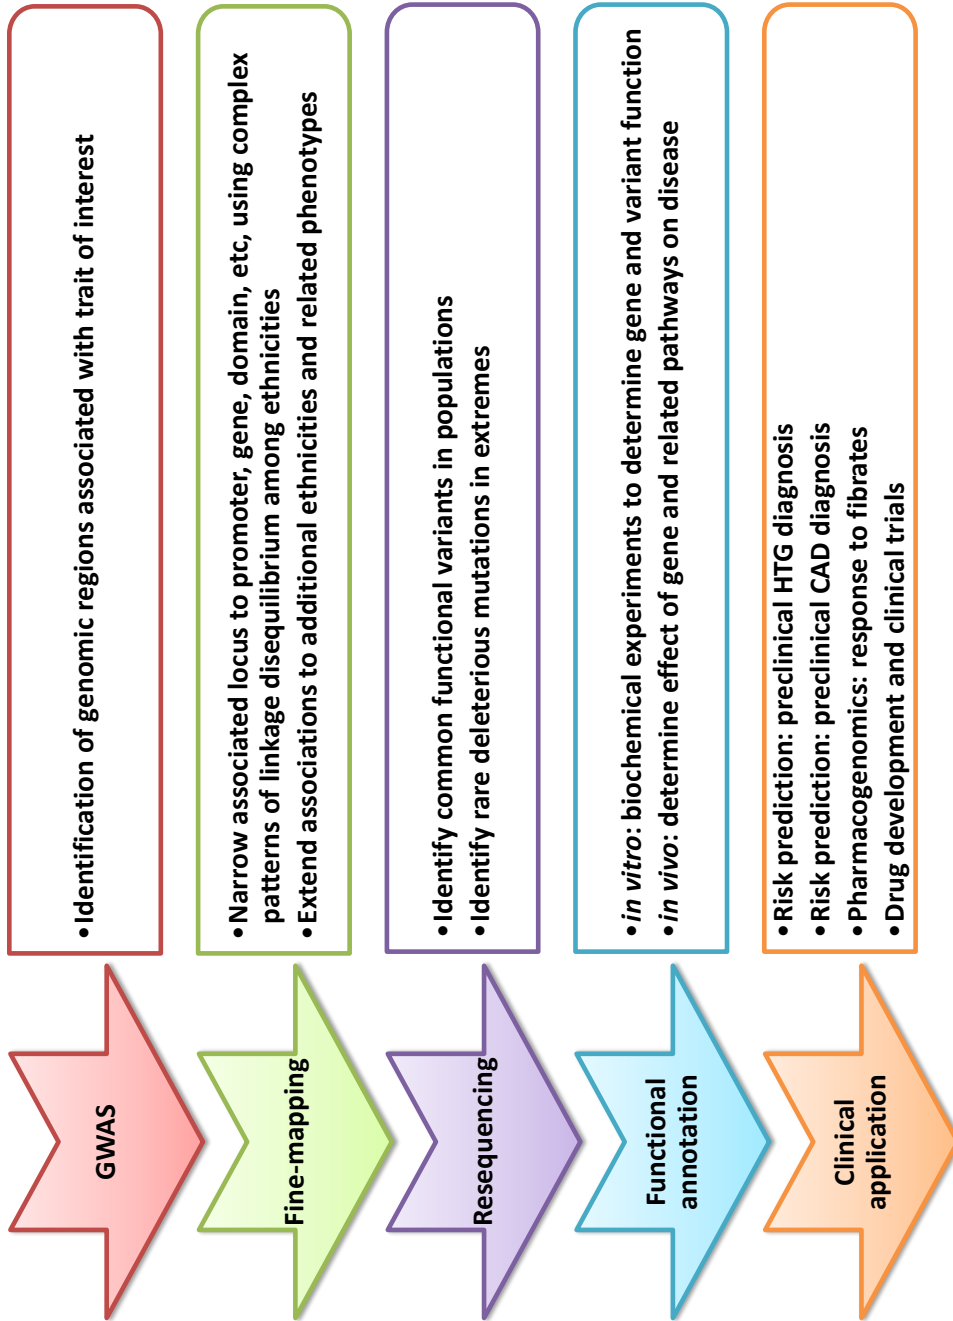 GWAS
•Identification of genomic regions associated with trait of interest
Fine-mapping
•Narrow associated locus to promoter, gene, domain, etc, using complex
patterns of linkage disequilibrium among ethnicities
•Extend associations to additional ethnicities and related phenotypes
Resequencing
•Identify common functional variants in populations
•Identify rare deleterious mutations in extremes
Functional
annotation
•in vitro: biochemical experiments to determine gene and variant function
•in vivo: determine effect of gene and related pathways on disease
Clinical
application
•Risk prediction: preclinical HTG diagnosis
•Risk prediction: preclinical CAD diagnosis
•Pharmacogenomics: response to fibrates
•Drug development and clinical trials